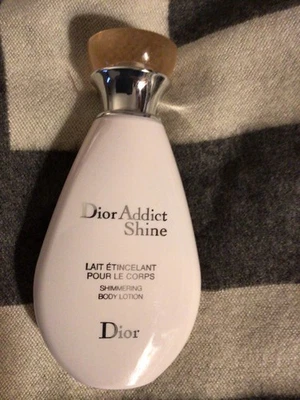 Dior Addict
Shine
LAIT ÉTINCELANT
POUR LE CORPS
SHIMMERING
BODY LOTION
Dior